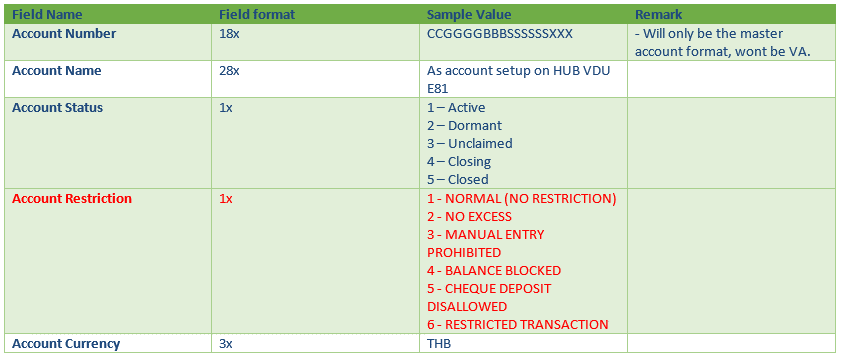 Field Name Field format Sample Value Remark
Account Number 18x CCGGGGBBBSSSSSSXXX - Will only be the master
account format, wont be VA.
Account Name 28x As account setup on HUB VDU
E81
Account Status 1x 1 – Active
2 – Dormant
3 – Unclaimed
4 – Closing
5 – Closed
Account Restriction 1x 1 - NORMAL (NO RESTRICTION)
2 - NO EXCESS
3 - MANUAL ENTRY
PROHIBITED
4 - BALANCE BLOCKED
5 - CHEQUE DEPOSIT
DISALLOWED
6 - RESTRICTED TRANSACTION
Account Currency 3x THB